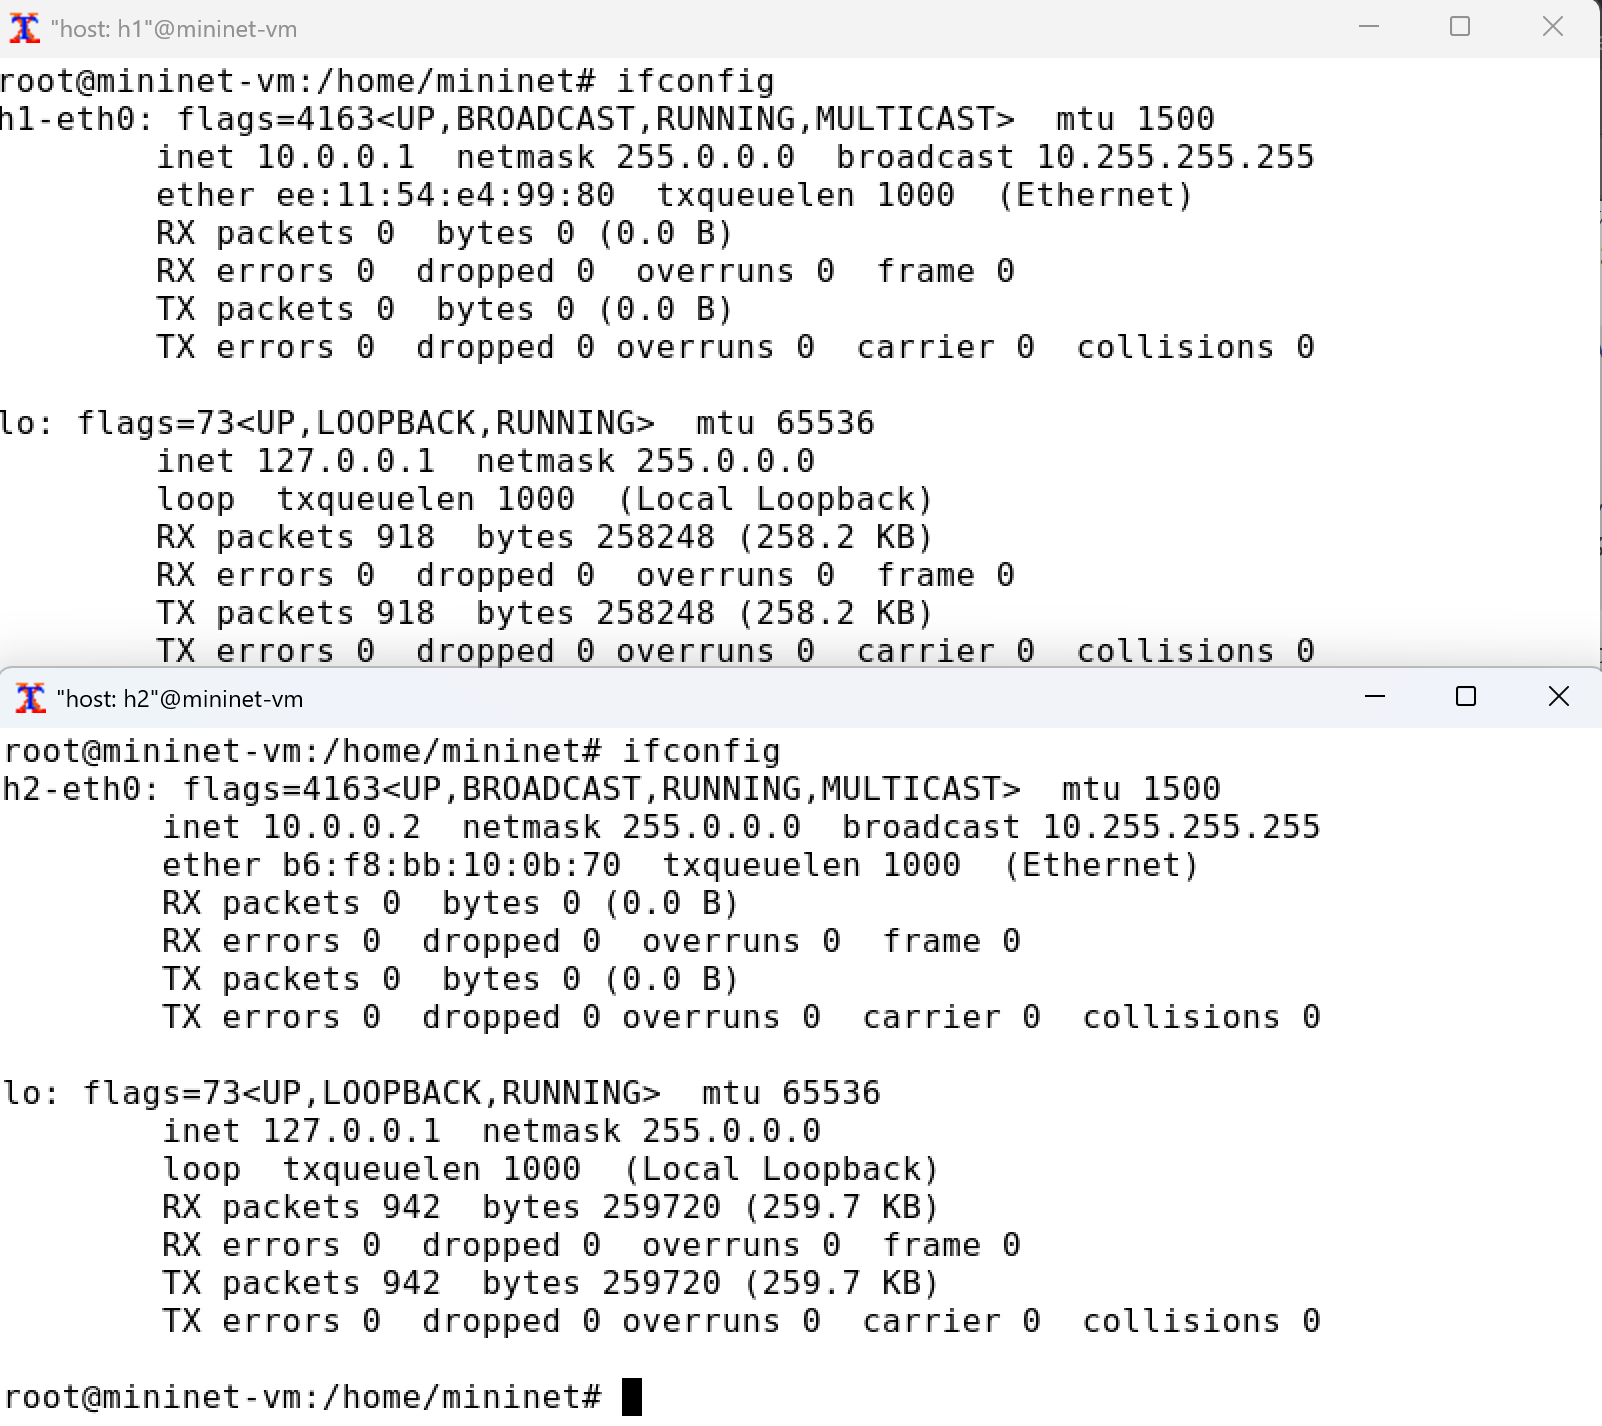 "host: h1"@mininet-vm
root@mininet-vm:/home/mininet# ifconfig
h1-eth0: flags=4163<UP,BROADCAST,RUNNING,MULTICAST>  mtu 1500
        inet 10.0.0.1  netmask 255.0.0.0  broadcast 10.255.255.255
        ether ee:11:54:e4:99:80  txqueuelen 1000  (Ethernet)
        RX packets 0  bytes 0 (0.0 B)
        RX errors 0  dropped 0  overruns 0  frame 0
        TX packets 0  bytes 0 (0.0 B)
        TX errors 0  dropped 0 overruns 0  carrier 0  collisions 0

lo: flags=73<UP,LOOPBACK,RUNNING>  mtu 65536
        inet 127.0.0.1  netmask 255.0.0.0
        loop  txqueuelen 1000  (Local Loopback)
        RX packets 918  bytes 258248 (258.2 KB)
        RX errors 0  dropped 0  overruns 0  frame 0
        TX packets 918  bytes 258248 (258.2 KB)
        TX errors 0  dropped 0 overruns 0  carrier 0  collisions 0
"host: h2"@mininet-vm
root@mininet-vm:/home/mininet# ifconfig
h2-eth0: flags=4163<UP,BROADCAST,RUNNING,MULTICAST>  mtu 1500
        inet 10.0.0.2  netmask 255.0.0.0  broadcast 10.255.255.255
        ether b6:f8:bb:10:0b:70  txqueuelen 1000  (Ethernet)
        RX packets 0  bytes 0 (0.0 B)
        RX errors 0  dropped 0  overruns 0  frame 0
        TX packets 0  bytes 0 (0.0 B)
        TX errors 0  dropped 0 overruns 0  carrier 0  collisions 0

lo: flags=73<UP,LOOPBACK,RUNNING>  mtu 65536
        inet 127.0.0.1  netmask 255.0.0.0
        loop  txqueuelen 1000  (Local Loopback)
        RX packets 942  bytes 259720 (259.7 KB)
        RX errors 0  dropped 0  overruns 0  frame 0
        TX packets 942  bytes 259720 (259.7 KB)
        TX errors 0  dropped 0 overruns 0  carrier 0  collisions 0

root@mininet-vm:/home/mininet#